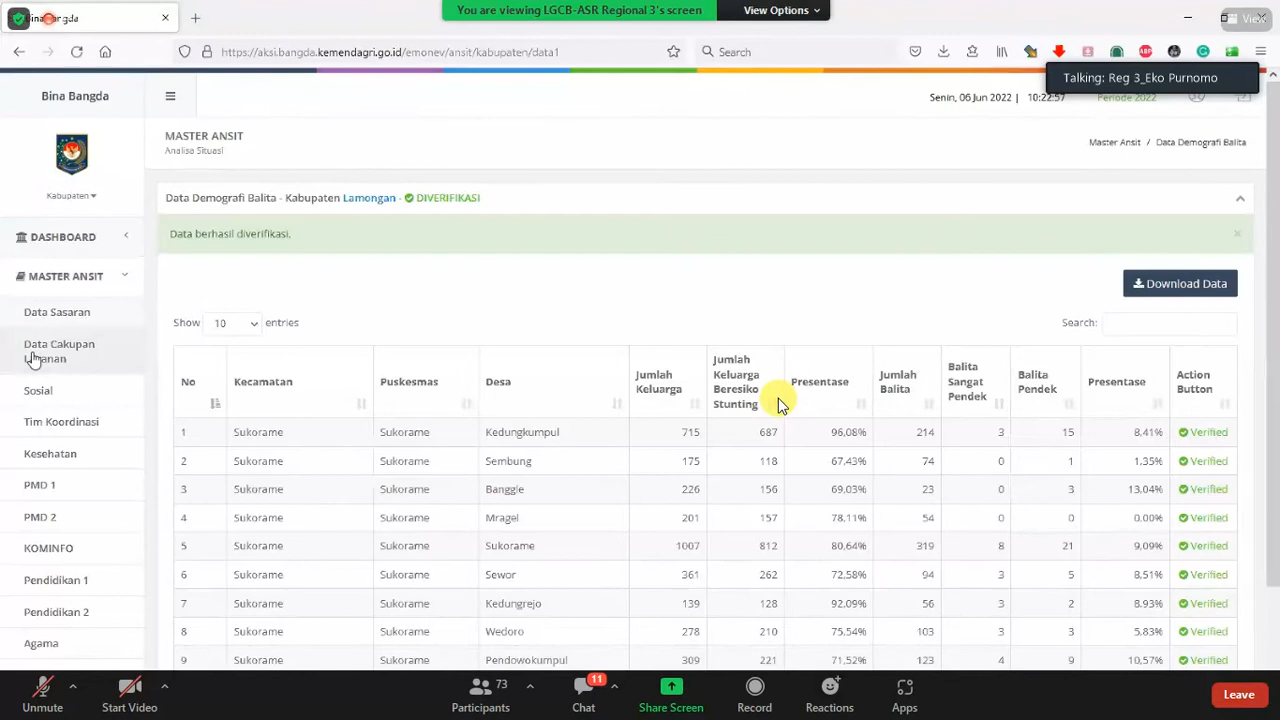 Bina Bangda
You are viewing LGCB-ASR Regional 3's screen
View Options
View
https://aksi.bangda.kemendagri.go.id/emonev/ansit/kabupaten/data1
Search
Talking: Reg 3_Eko Purnomo
Bina Bangda
Senin, 06 Jun 2022 | 10:22:57
Periode 2022
MASTER ANSIT
Analisa Situasi
Master Ansit / Data Demografi Balita
Kabupaten
Data Demografi Balita - Kabupaten Lamongan - DIVERIFIKASI
Data berhasil diverifikasi.
×
DASHBOARD
MASTER ANSIT
Data Sasaran
Data Cakupan
Layanan
Sosial
Tim Koordinasi
Kesehatan
PMD 1
PMD 2
KOMINFO
Pendidikan 1
Pendidikan 2
Agama
Download Data
Show 10 entries
Search:
No Kecamatan Puskesmas Desa Jumlah Keluarga Jumlah Keluarga Beresiko Stunting Presentase Jumlah Balita Balita Sangat Pendek Balita Pendek Presentase Action Button
1 Sukorame Sukorame Kedungkumpul 715 687 96,08% 214 3 15 8,41% Verified
2 Sukorame Sukorame Sembung 175 118 67,43% 74 0 1 1,35% Verified
3 Sukorame Sukorame Banggle 226 156 69,03% 23 0 3 13,04% Verified
4 Sukorame Sukorame Mragel 201 157 78,11% 54 0 0 0,00% Verified
5 Sukorame Sukorame Sukorame 1007 812 80,64% 319 8 21 9,09% Verified
6 Sukorame Sukorame Sewor 361 262 72,58% 94 3 5 8,51% Verified
7 Sukorame Sukorame Kedungrejo 139 128 92,09% 56 3 2 8,93% Verified
8 Sukorame Sukorame Wedoro 278 210 75,54% 103 3 3 5,83% Verified
9 Sukorame Sukorame Pendowokumpul 309 221 71,52% 123 4 9 10,57% Verified
Unmute
Start Video
73
Participants
11
Chat
Share Screen
Record
Reactions
Apps
Leave